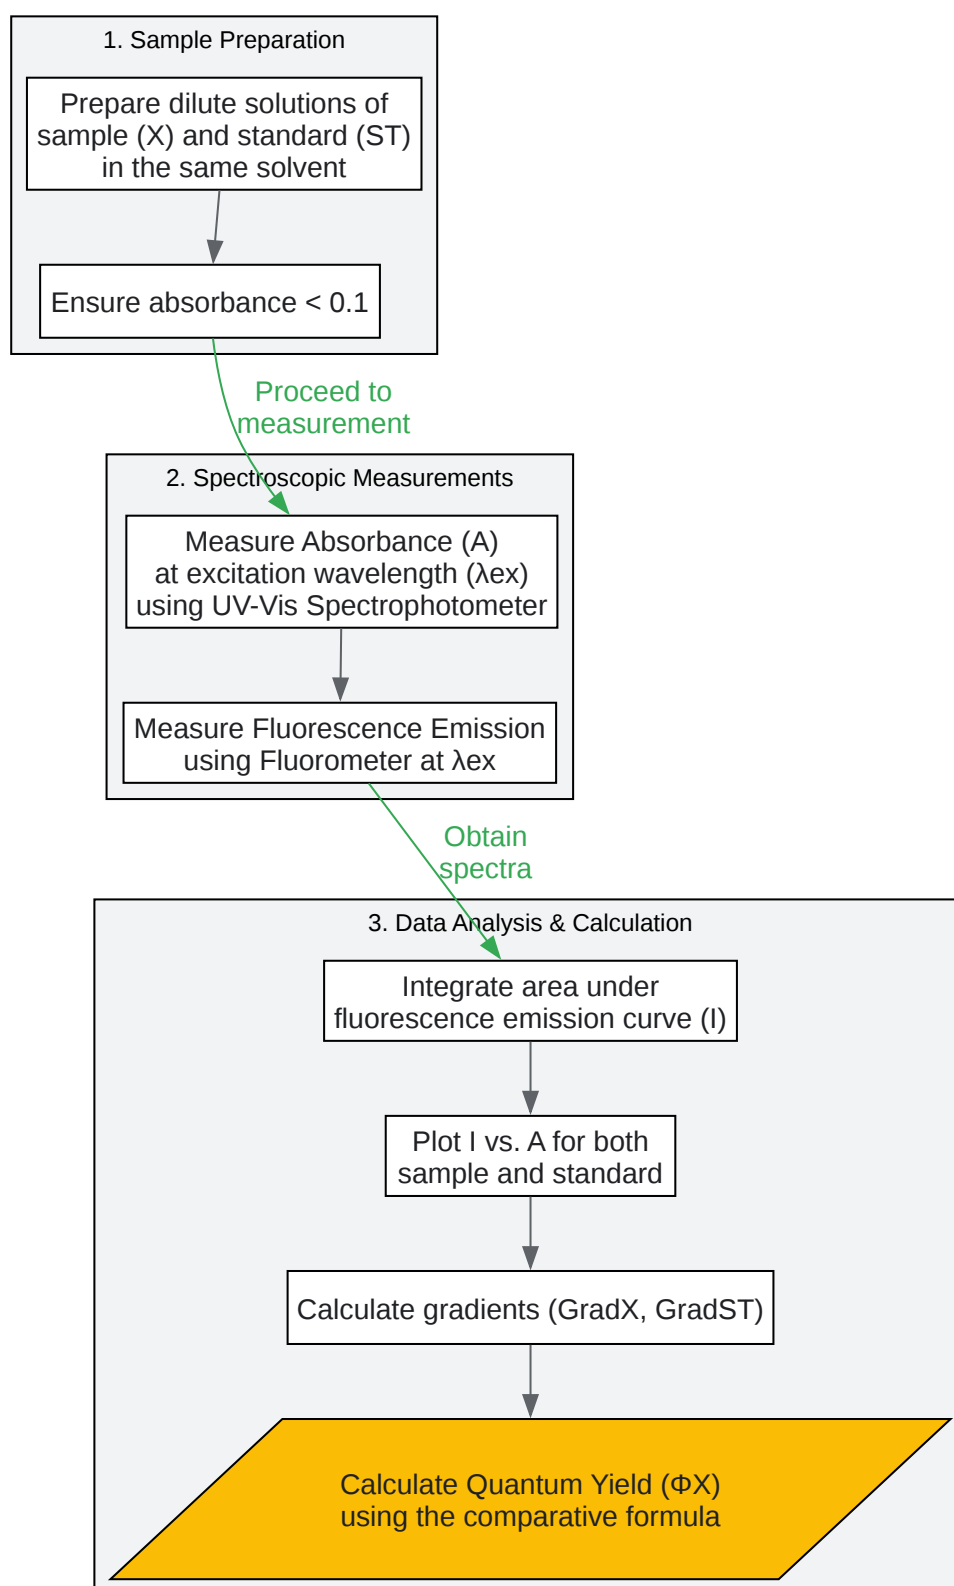 1. Sample Preparation
Prepare dilute solutions of
sample (X) and standard (ST)
in the same solvent
Ensure absorbance < 0.1
Proceed to
measurement
2. Spectroscopic Measurements
Measure Absorbance (A)
at excitation wavelength (λex)
using UV-Vis Spectrophotometer
Measure Fluorescence Emission
using Fluorometer at λex
Obtain
spectra
3. Data Analysis & Calculation
Integrate area under
fluorescence emission curve (I)
Plot I vs. A for both
sample and standard
Calculate gradients (GradX, GradST)
Calculate Quantum Yield (ΦX)
using the comparative formula